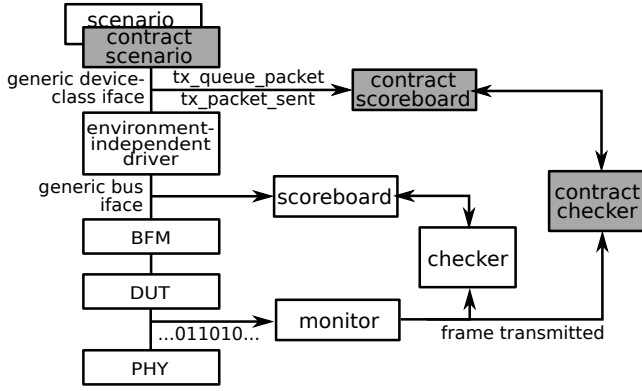 scenario
contract
scenario
generic device-
class iface
tx_queue_packet
tx_packet_sent
contract
scoreboard
environment-
independent
driver
generic bus
iface
scoreboard
contract
checker
BFM
checker
DUT
...011010...
monitor
frame transmitted
PHY